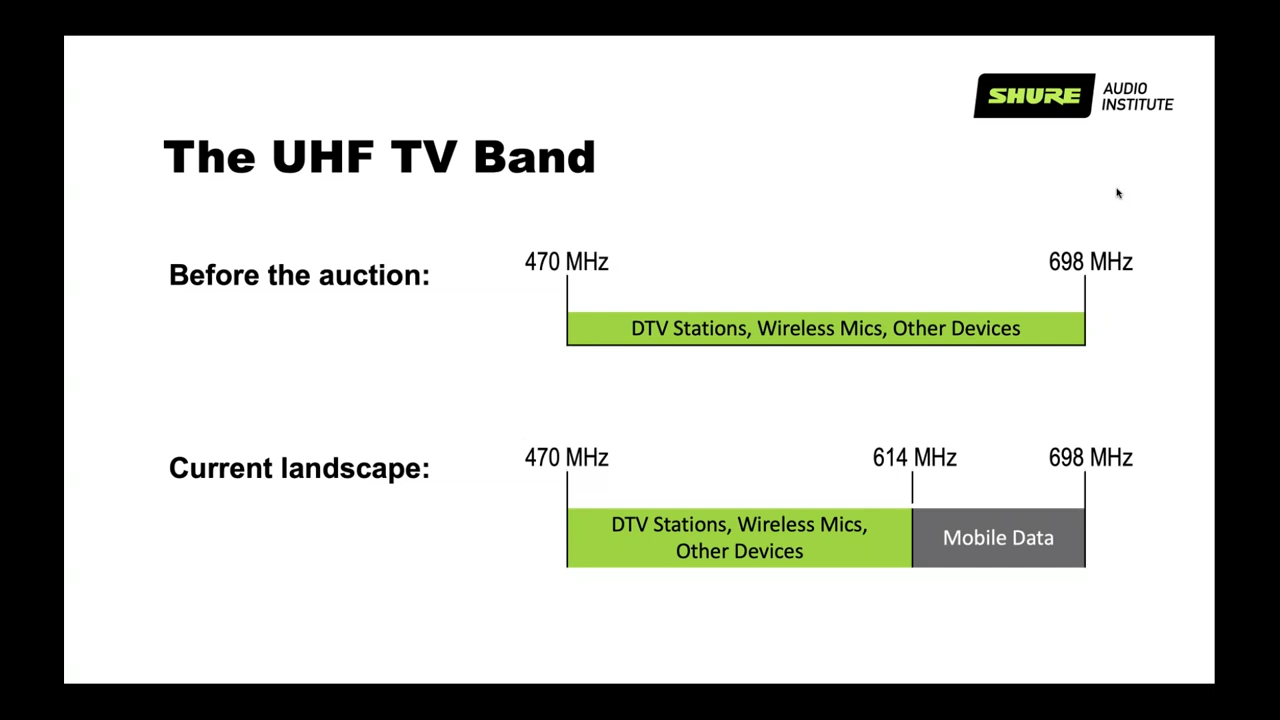 SHURE
AUDIO
INSTITUTE
The UHF TV Band
Before the auction:
470 MHz
698 MHz
DTV Stations, Wireless Mics, Other Devices
Current landscape:
470 MHz
614 MHz
698 MHz
DTV Stations, Wireless Mics,
Other Devices
Mobile Data